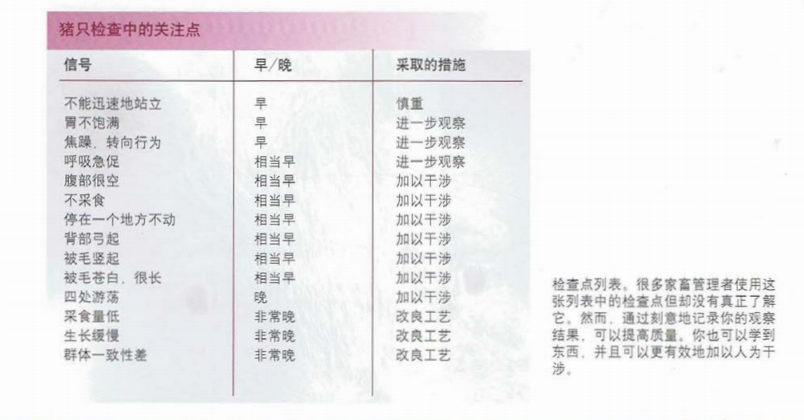 猪只检查中的关注点
信号 早/晚 采取的措施
不能迅速地站立 早 慎重
胃不饱满 早 进一步观察
焦躁，转向行为 早 进一步观察
呼吸急促 相当早 进一步观察
腹部很空 相当早 加以干涉
不采食 相当早 加以干涉
停在一个地方不动 相当早 加以干涉
背部弓起 相当早 加以干涉
被毛竖起 相当早 加以干涉
被毛苍白，很长 相当早 加以干涉
四处游荡 晚 加以干涉
采食量低 非常晚 改良工艺
生长缓慢 非常晚 改良工艺
群体一致性差 非常晚 改良工艺
检查点列表。很多家畜管理者使用这
张列表中的检查点但却没有真正了解
它。然而，通过刻意地记录你的观察
结果，可以提高质量。你也可以学到
东西，并且可以更有效地加以人为干
涉。